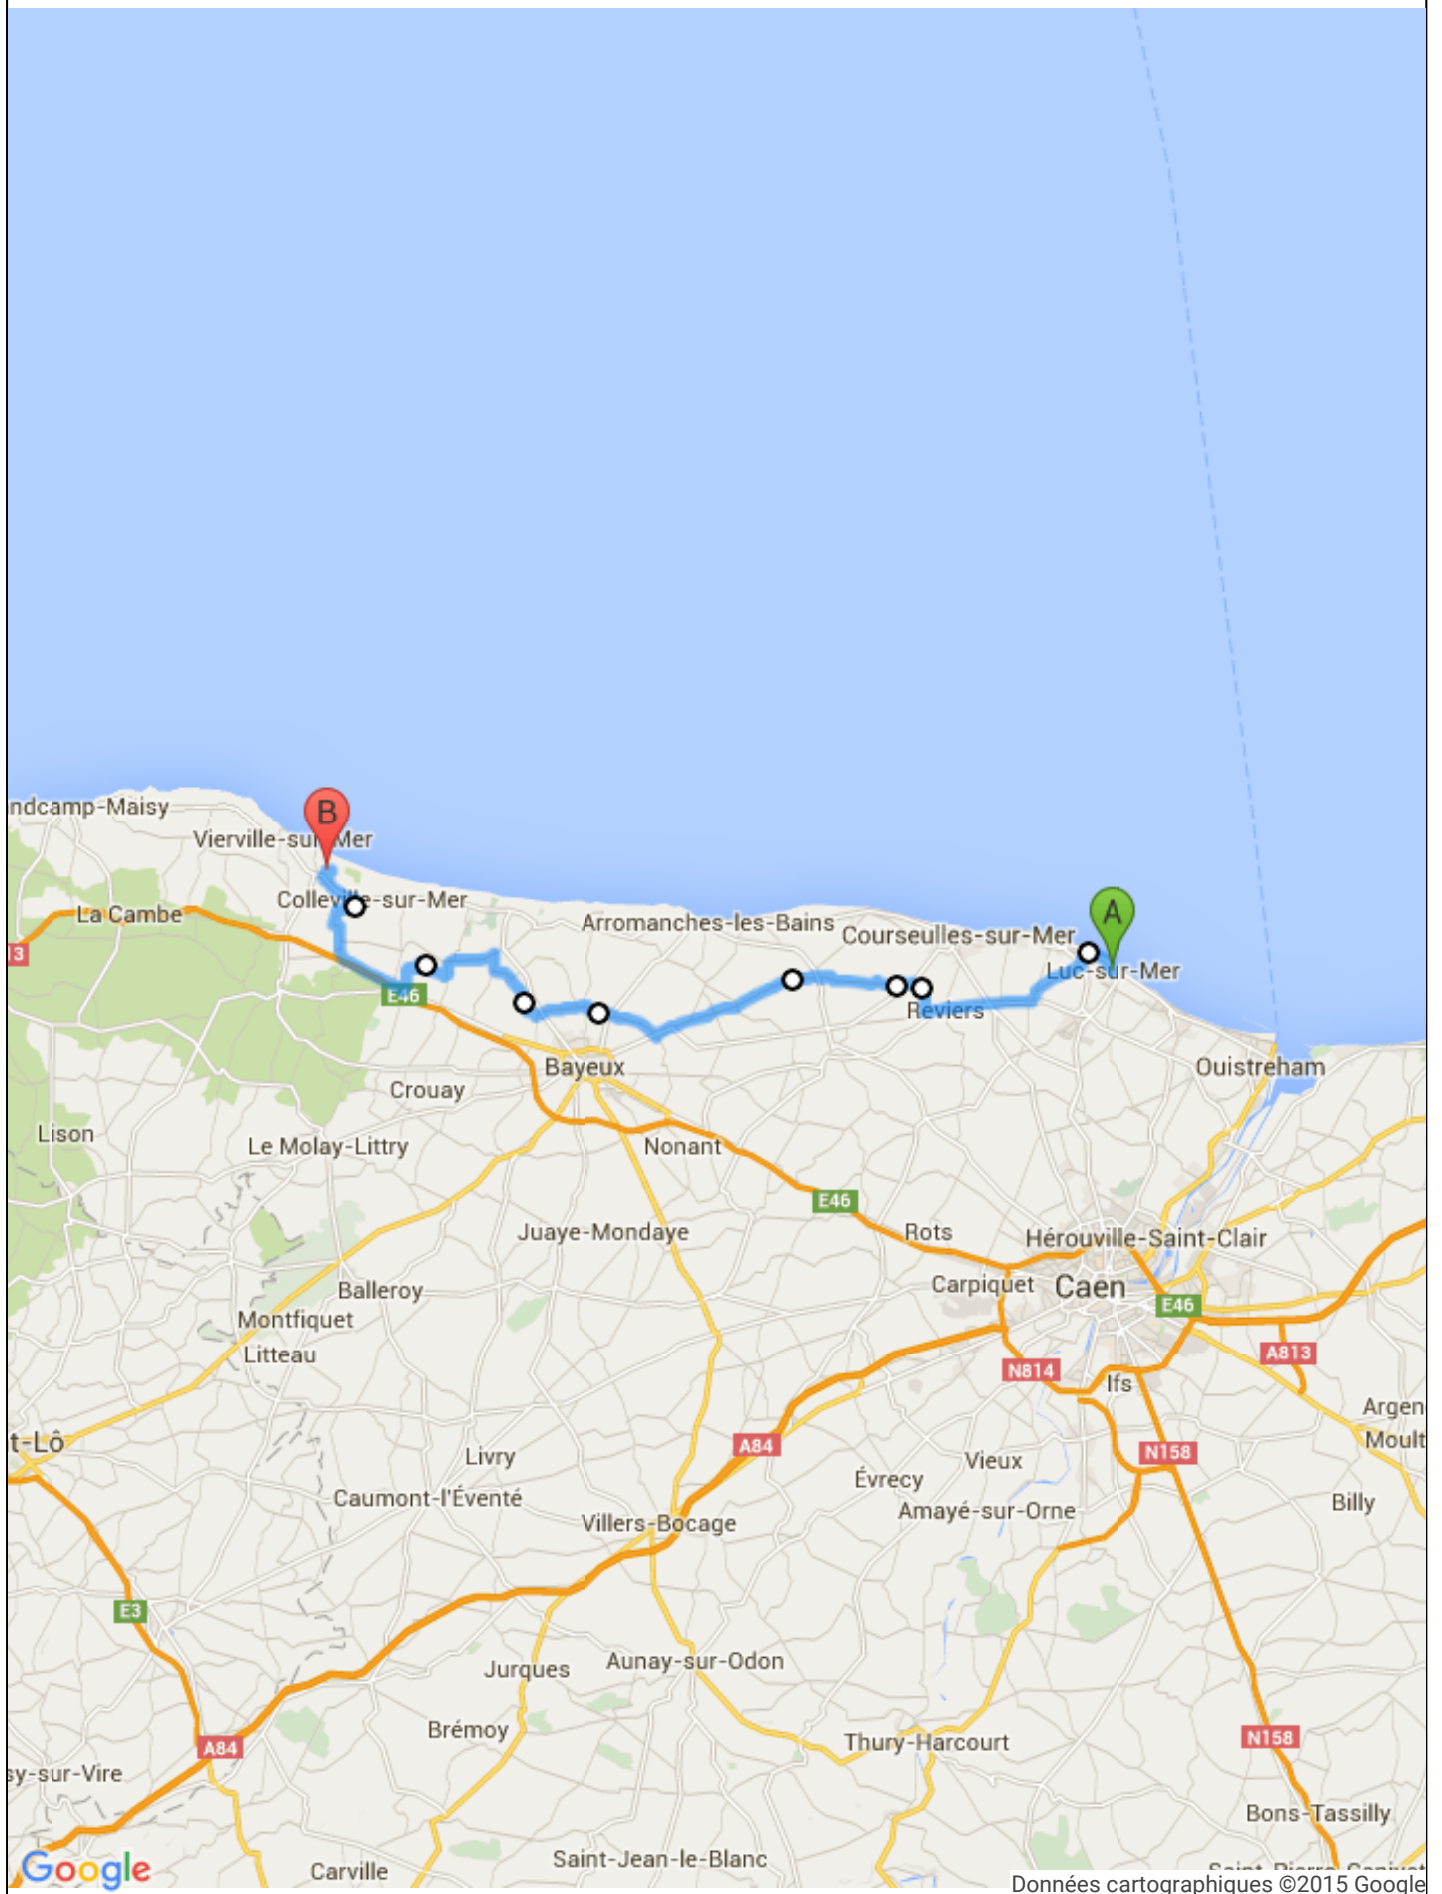 ndcamp-Maisy
B
Vierville-sur-Mer
Colleville-sur-Mer
La Cambe
A
Arromanches-les-Bains
Courseulles-sur-Mer
13
Luc-sur-Mer
E46
Reviers
Bayeux
Ouistreham
Crouay
Lison
Le Molay-Littry
Nonant
E46
Juaye-Mondaye
Rots
Hérouville-Saint-Clair
Carpiquet
Caen
Balleroy
E46
Montfiquet
Litteau
A813
N814
Ifs
Argen
t-Lô
Moult
A84
N158
Livry
Vieux
Évrecy
Caumont-l'Éventé
Amayé-sur-Orne
Billy
Villers-Bocage
E3
Jurques
Aunay-sur-Odon
Brémoy
Thury-Harcourt
N158
A84
sy-sur-Vire
Bons-Tassilly
Google
Carville
Saint-Jean-le-Blanc
Données cartographiques ©2015 Google